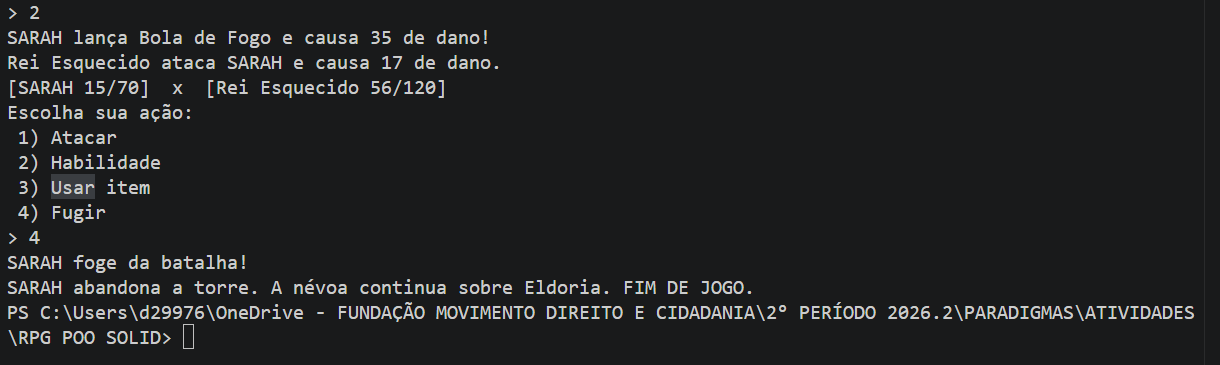 > 2
SARAH lança Bola de Fogo e causa 35 de dano!
Rei Esquecido ataca SARAH e causa 17 de dano.
[SARAH 15/70]  x  [Rei Esquecido 56/120]
Escolha sua ação:
 1) Atacar
 2) Habilidade
 3) Usar item
 4) Fugir
> 4
SARAH foge da batalha!
SARAH abandona a torre. A névoa continua sobre Eldoria. FIM DE JOGO.
PS C:\Users\d29976\OneDrive - FUNDAÇÃO MOVIMENTO DIREITO E CIDADANIA\2º PERÍODO 2026.2\PARADIGMAS\ATIVIDADES
\RPG POO SOLID>